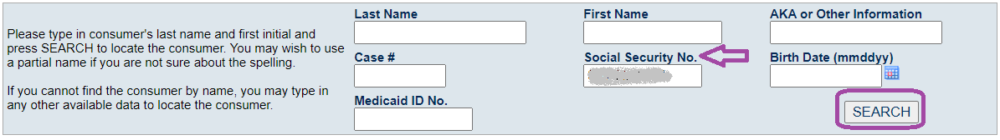 Please type in consumer's last name and first initial and
press SEARCH to locate the consumer. You may wish to use
a partial name if you are not sure about the spelling.
If you cannot find the consumer by name, you may type in
any other available data to locate the consumer.
Last Name
First Name
AKA or Other Information
Case #
Social Security No.
Birth Date (mmddyy)
Medicaid ID No.
SEARCH